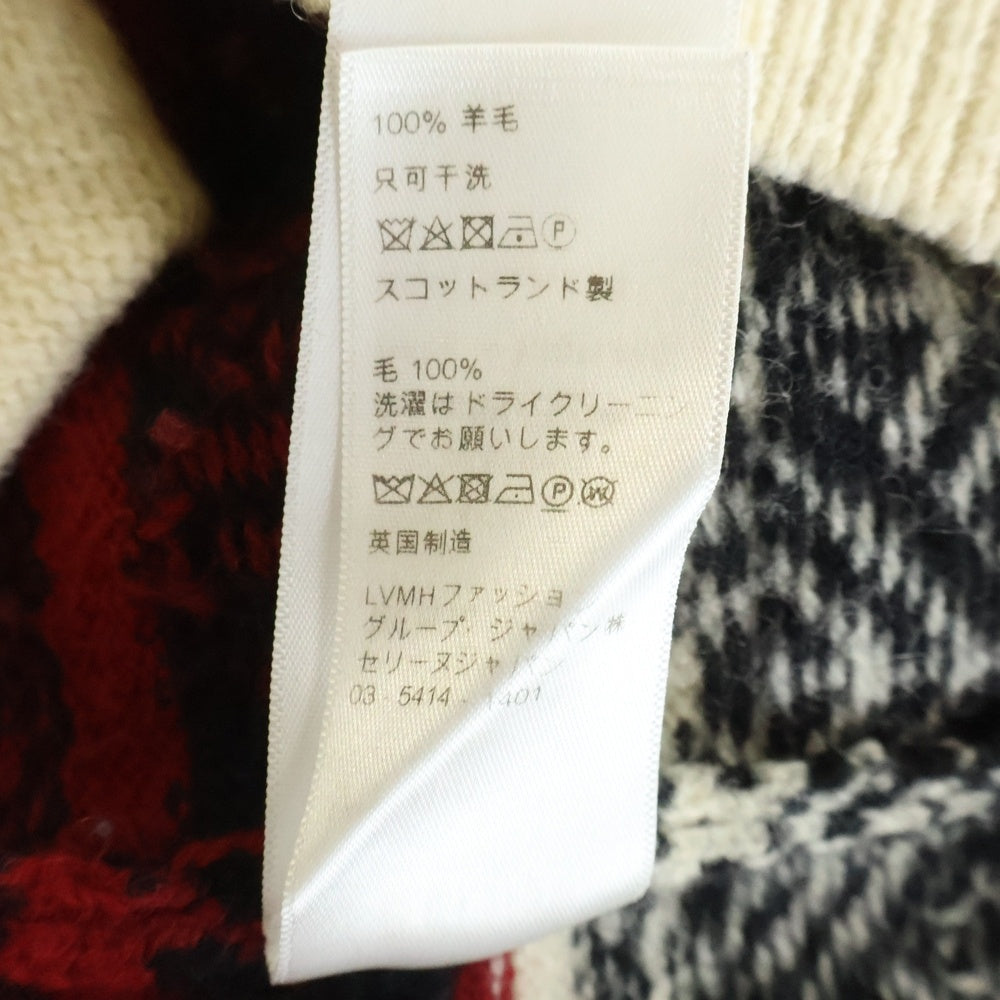 100% 羊毛
只可干洗
P
スコットランド製
毛 100%
洗濯はドライクリーニ
グでお願いします。
P W
英国制造
LVMHファッショ
グループ ジャパン株
セリーヌジャパン
03 - 5414 - 1401